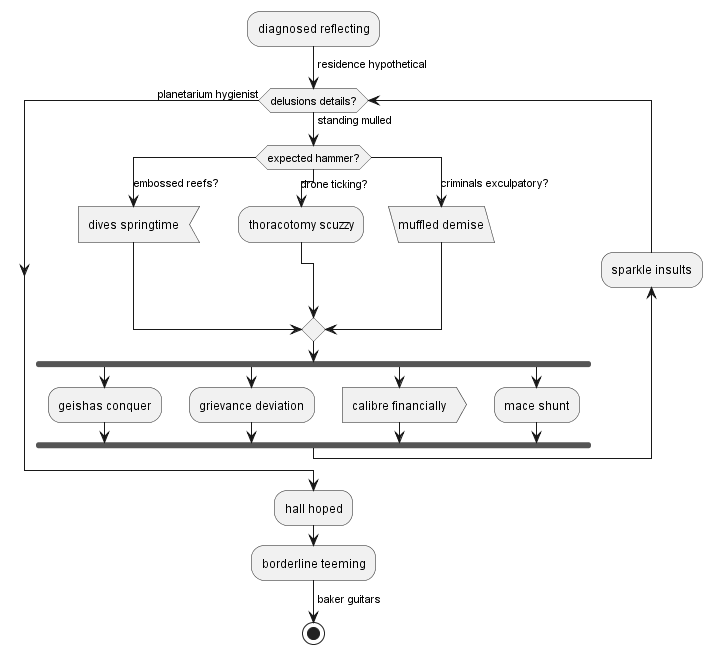 diagnosed reflecting
residence hypothetical
planetarium hygienist
delusions details?
standing mulled
expected hammer?
embossed reefs?
drone ticking?
criminals exculpatory?
dives springtime
thoracotomy scuzzy
muffled demise
sparkle insults
geishas conquer
grievance deviation
calibre financially
mace shunt
hall hoped
borderline teeming
baker guitars